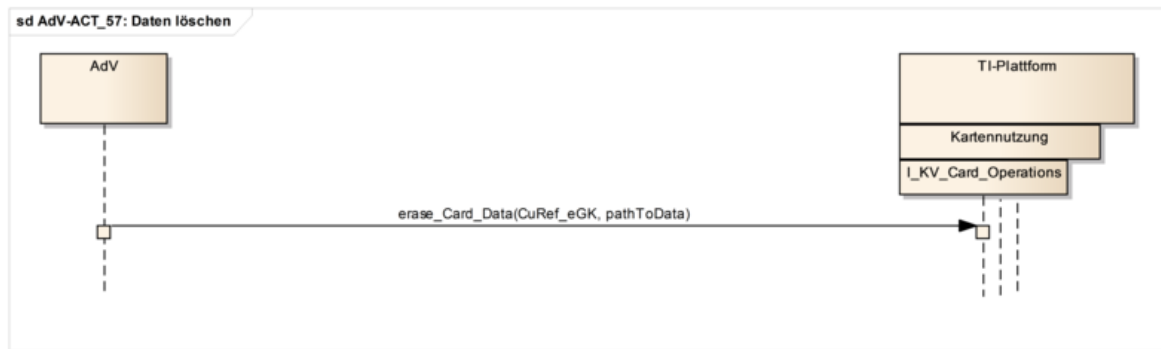 sd AdV-ACT_57: Daten löschen
AdV
TI-Plattform
Kartennutzung
I_KV_Card_Operations
erase_Card_Data(CuRef_eGK, pathToData)